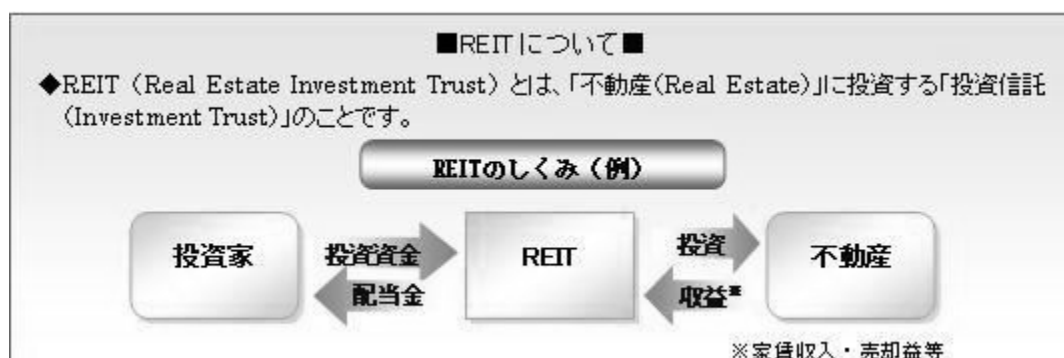 ■REITについて■
◆REIT（Real Estate Investment Trust）とは、「不動産(Real Estate)」に投資する「投資信託
（Investment Trust)」のことです。
REITのしくみ（例）
投資家
投資資金
配当金
REIT
投資
収益※
不動産
※家賃収入・売却益等